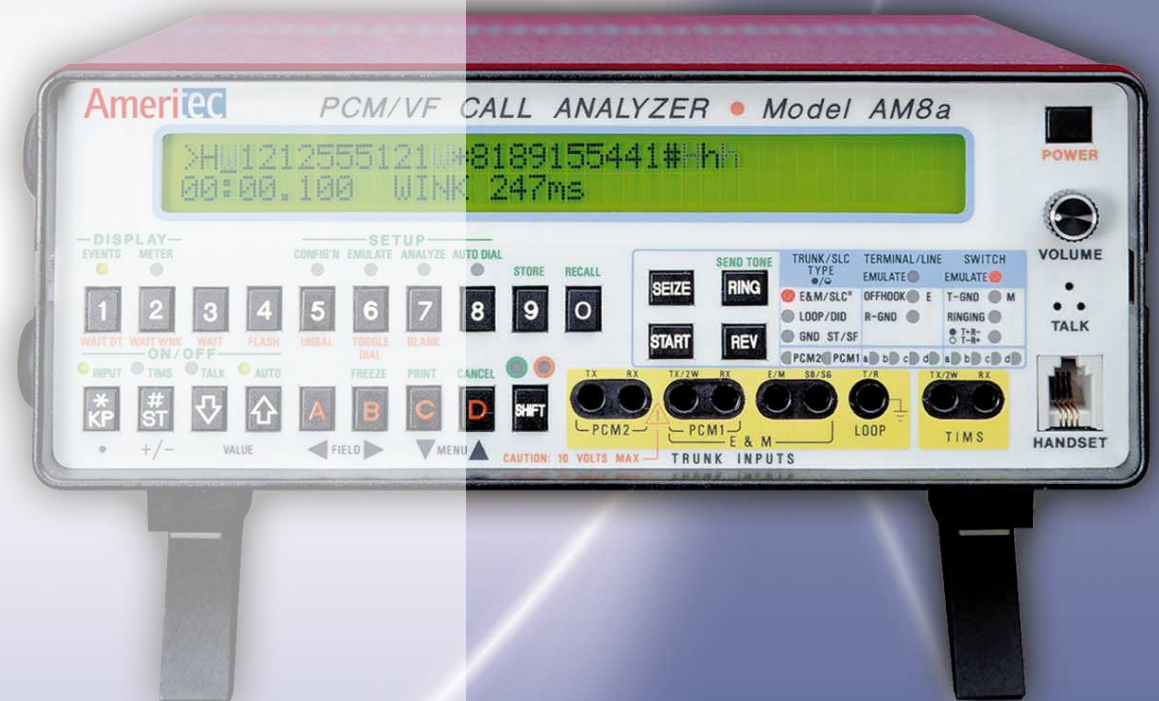 Ameritec PCM/VF CALL ANALYZER • Model AM8a
>HW1212555121W*8189155441#Hhh
00:00.100 WINK 247ms
POWER
VOLUME
TALK
HANDSET
DISPLAY SETUP
EVENTS METER CONFIG'N EMULATE ANALYZE AUTO DIAL STORE RECALL
1 2 3 4 5 6 7 8 9 0
WAIT DT WAIT WNK WAIT FLASH UNBAL TOGGLE DIAL BLANK
ON/OFF
INPUT TIMS TALK AUTO FREEZE PRINT CANCEL
* KP # ST A B C D SHIFT
+/- VALUE FIELD MENU
SEND TONE
SEIZE RING
START REV
TRUNK/SLC TYPE TERMINAL/LINE SWITCH
EMULATE EMULATE
E&M/SLC® OFFHOOK E T-GND M
LOOP/DID R-GND RINGING
GND ST/SF T+R- T-R+
PCM2 PCM1 a b c d a b c d
TX RX TX/2W RX E/M SB/SG T/R TX/2W RX
PCM2 PCM1 LOOP TIMS
E & M
CAUTION: 10 VOLTS MAX TRUNK INPUTS